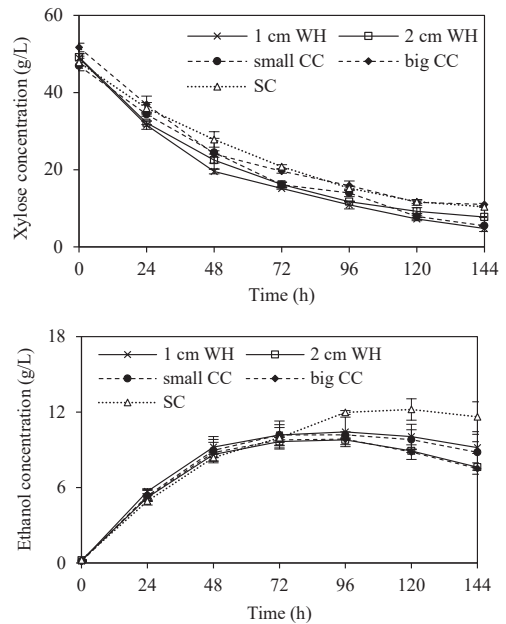 Xylose concentration (g/L)
60
40
20
0
1 cm WH
2 cm WH
small CC
big CC
SC
0 24 48 72 96 120 144
Time (h)
Ethanol concentration (g/L)
18
12
6
0
1 cm WH
2 cm WH
small CC
big CC
SC
0 24 48 72 96 120 144
Time (h)